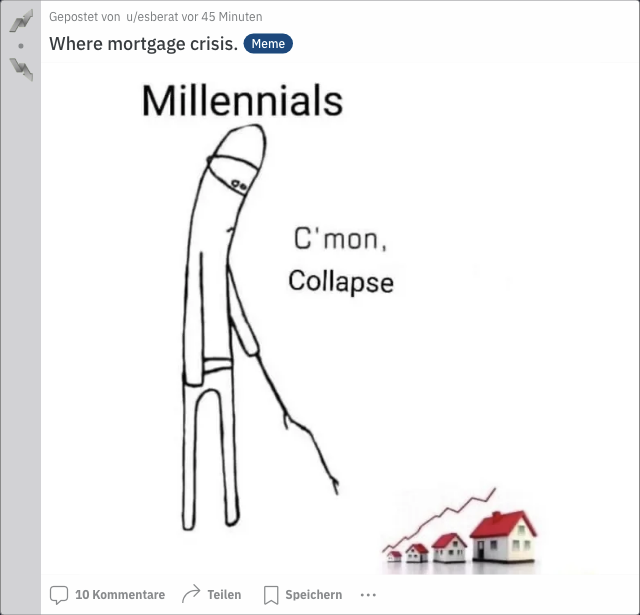 Gepostet von u/esberat vor 45 Minuten
Where mortgage crisis. Meme
Millennials
C'mon,
Collapse
10 Kommentare Teilen Speichern ...